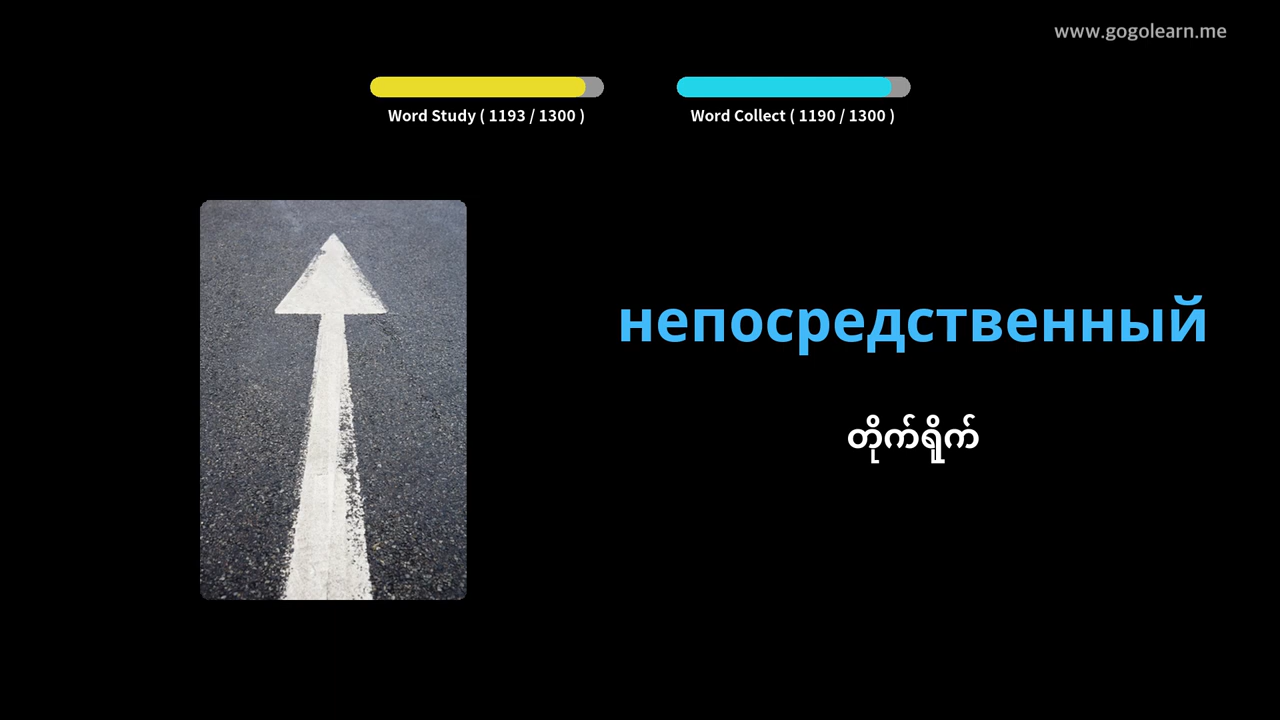 www.gogolearn.me
Word Study ( 1193 / 1300 )
Word Collect ( 1190 / 1300 )
непосредственный
တိုက်ရိုက်